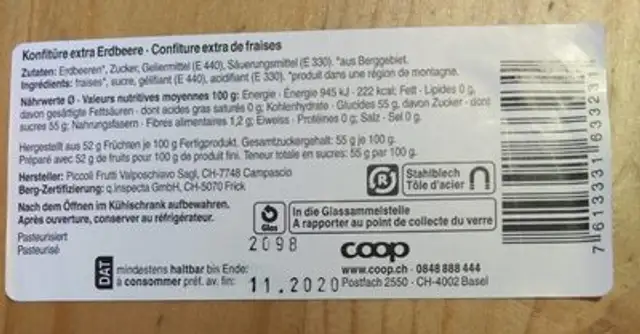 Konfitüre extra Erdbeere · Confiture extra de fraises
Zutaten: Erdbeeren*, Zucker, Geliermittel (E 440), Säuerungsmittel (E 330). *aus Berggebiet.
Ingrédients: fraises*, sucre, gélifiant (E 440), acidifiant (E 330). *produit dans une région de montagne.
Nährwerte Ø · Valeurs nutritives moyennes 100 g: Energie · Énergie 945 kJ · 222 kcal; Fett · Lipides 0 g,
davon gesättigte Fettsäuren · dont acides gras saturés 0 g; Kohlenhydrate · Glucides 55 g, davon Zucker · dont
sucres 55 g; Nahrungsfasern · Fibres alimentaires 1,2 g; Eiweiss · Protéines 0 g; Salz · Sel 0 g.
Hergestellt aus 52 g Früchten je 100 g Fertigprodukt. Gesamtzuckergehalt: 55 g je 100 g.
Préparé avec 52 g de fruits pour 100 g de produit fini. Teneur totale en sucres: 55 g par 100 g.
Hersteller: Piccoli Frutti Valposchiavo Sagl, CH-7748 Campascio
Berg-Zertifizierung: q.inspecta GmbH, CH-5070 Frick
R
Stahlblech
Tôle d'acier
Nach dem Öffnen im Kühlschrank aufbewahren.
Après ouverture, conserver au réfrigérateur.
Glas
In die Glassammelstelle
A rapporter au point de collecte du verre
Pasteurisiert
Pasteurisé
2098
coop
DAT
mindestens haltbar bis Ende:
à consommer préf. av. fin:
11.2020
www.coop.ch · 0848 888 444
Postfach 2550 · CH-4002 Basel
7 613331 633231